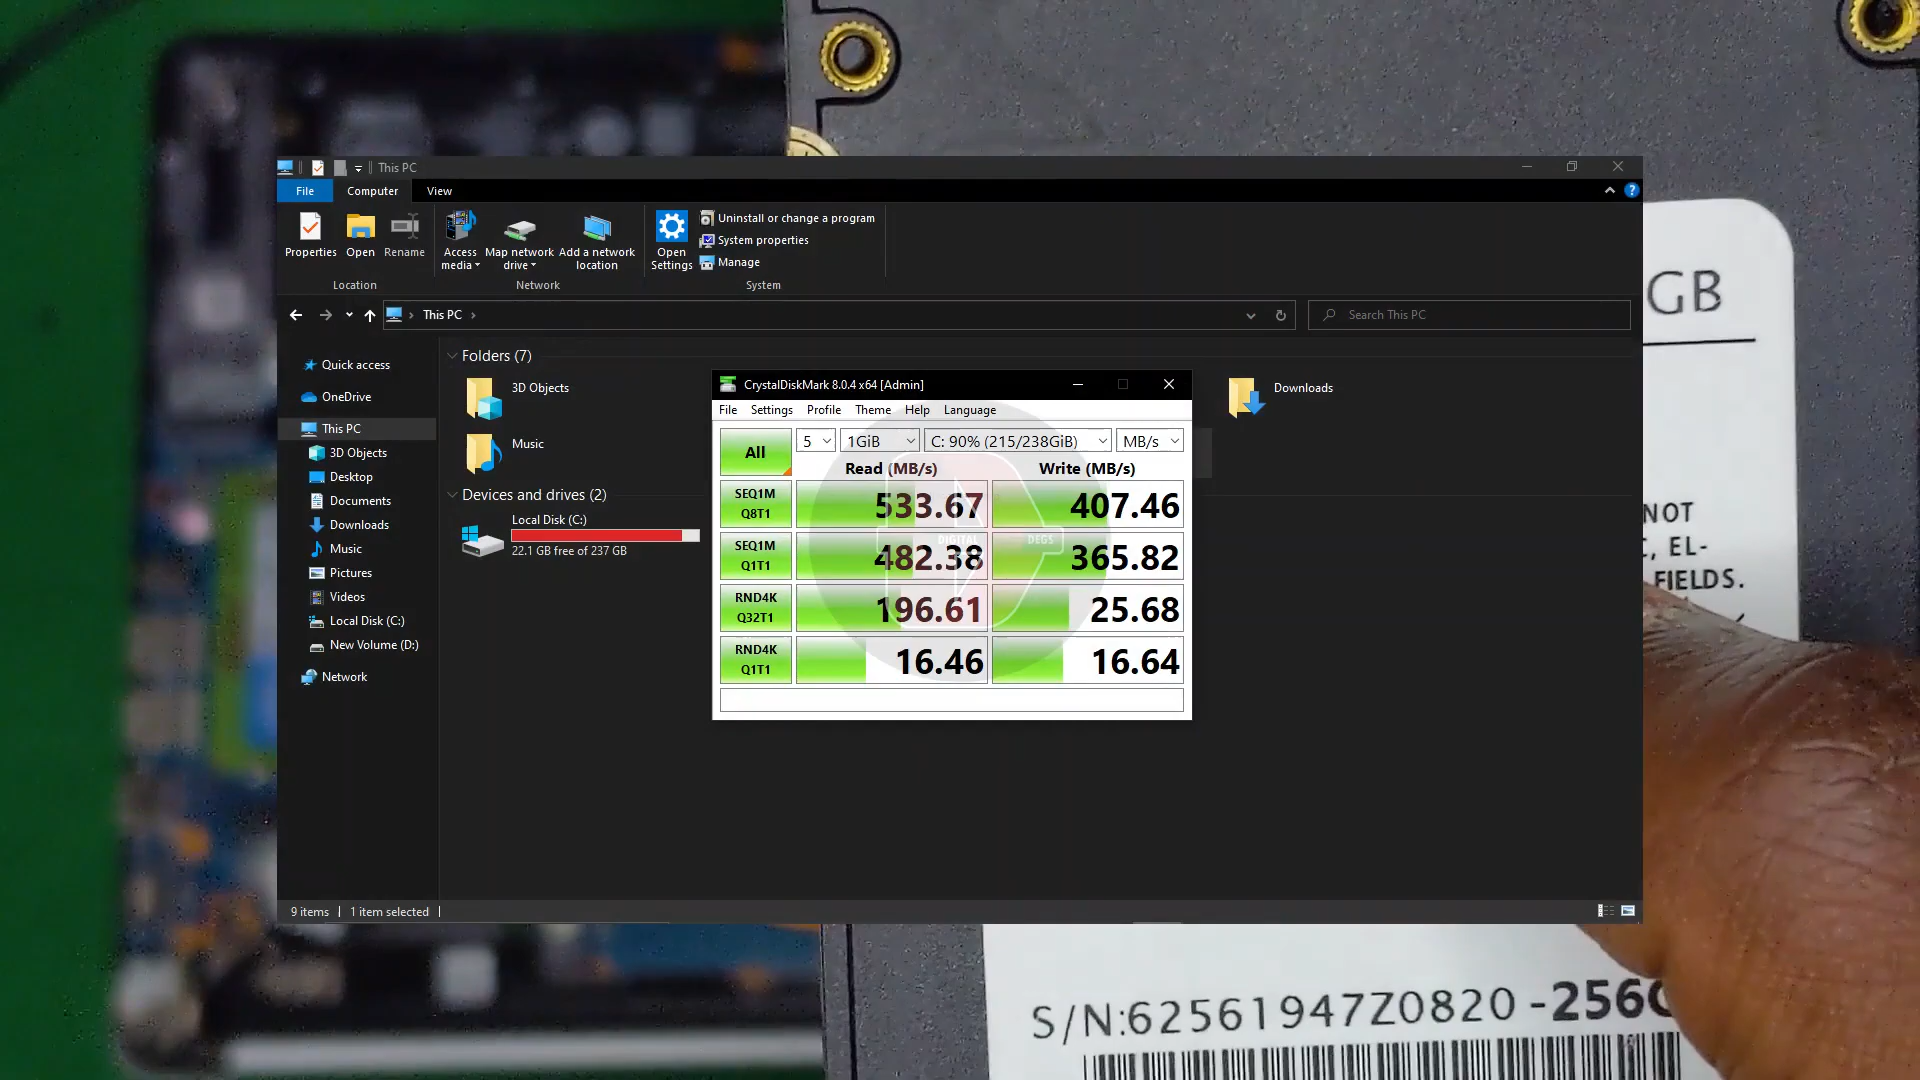 This PC
File Computer View
Properties Open Rename
Access media Map network drive Add a network location
Open Settings
Uninstall or change a program
System properties
Manage
Location Network System
This PC
Search This PC
Quick access
OneDrive
This PC
3D Objects
Desktop
Documents
Downloads
Music
Pictures
Videos
Local Disk (C:)
New Volume (D:)
Network
Folders (7)
3D Objects
Music
Downloads
Devices and drives (2)
Local Disk (C:)
22.1 GB free of 237 GB
CrystalDiskMark 8.0.4 x64 [Admin]
File Settings Profile Theme Help Language
All 5 1GiB C: 90% (215/238GiB) MB/s
Read (MB/s) Write (MB/s)
SEQ1M Q8T1 533.67 407.46
SEQ1M Q1T1 482.38 365.82
RND4K Q32T1 196.61 25.68
RND4K Q1T1 16.46 16.64
DIGITAL DEGS
9 items 1 item selected
GB
NOT
, EL-
FIELDS.
S/N:62561947Z0820 -256G